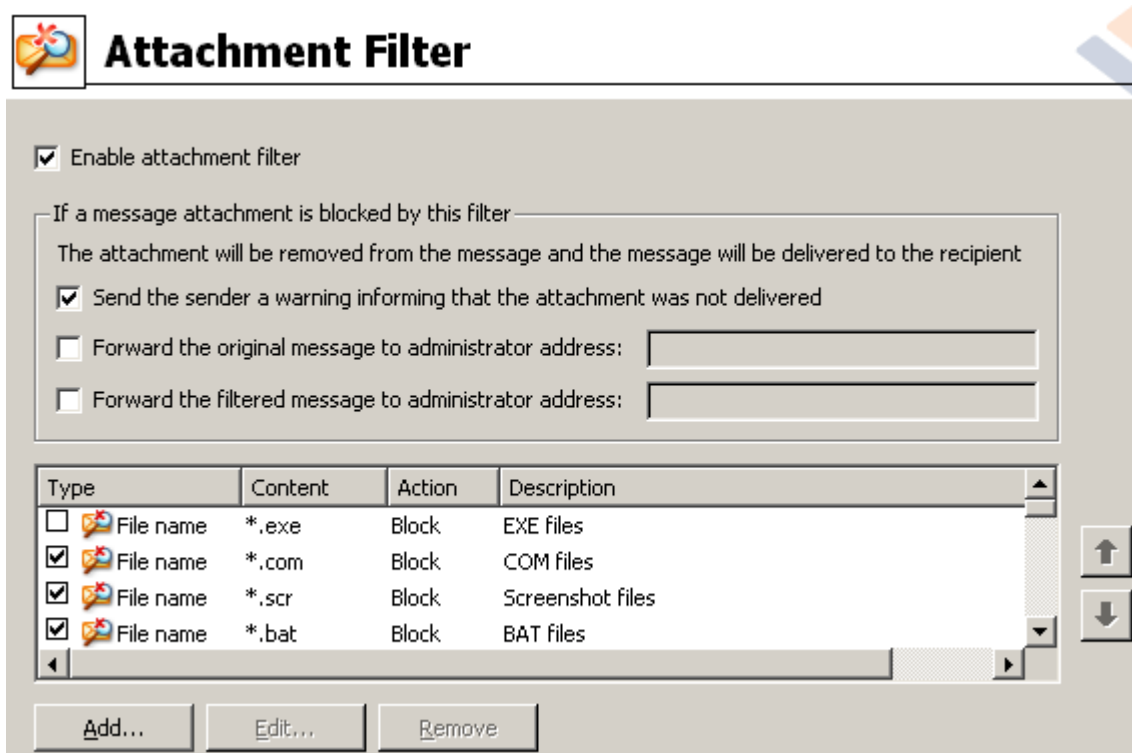 Attachment Filter
Enable attachment filter
If a message attachment is blocked by this filter
The attachment will be removed from the message and the message will be delivered to the recipient
Send the sender a warning informing that the attachment was not delivered
Forward the original message to administrator address:
Forward the filtered message to administrator address:
Type Content Action Description
File name *.exe Block EXE files
File name *.com Block COM files
File name *.scr Block Screenshot files
File name *.bat Block BAT files
Add... Edit... Remove